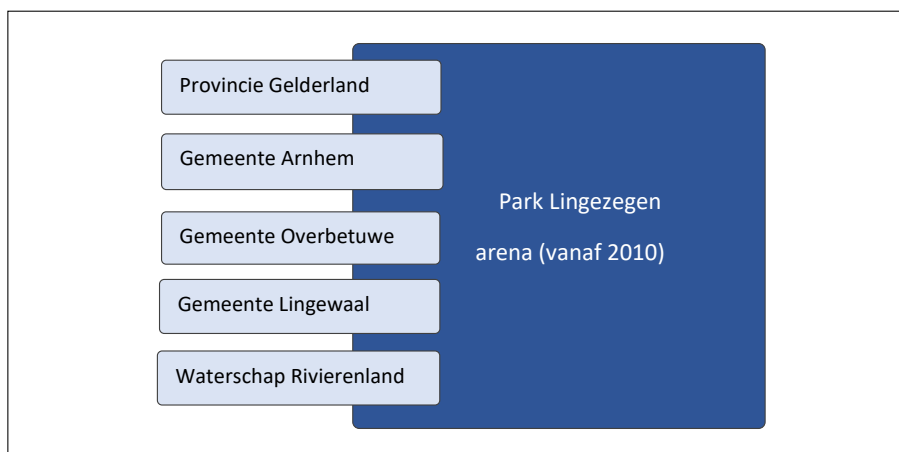 Provincie Gelderland
Gemeente Arnhem
Gemeente Overbetuwe
Gemeente Lingewaal
Waterschap Rivierenland
Park Lingezegen
arena (vanaf 2010)